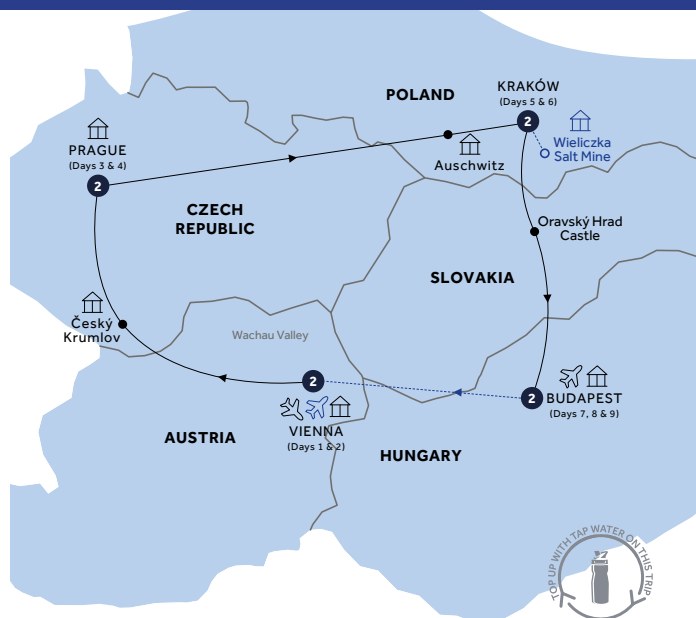 POLAND
KRAKÓW
(Days 5 & 6)
2
Wieliczka
Salt Mine
Auschwitz
PRAGUE
(Days 3 & 4)
2
CZECH
REPUBLIC
Oravský Hrad
Castle
SLOVAKIA
Český
Krumlov
Wachau Valley
2
VIENNA
(Days 1 & 2)
2
BUDAPEST
(Days 7, 8 & 9)
AUSTRIA
HUNGARY
TOP UP WITH TAP WATER ON THIS TRIP